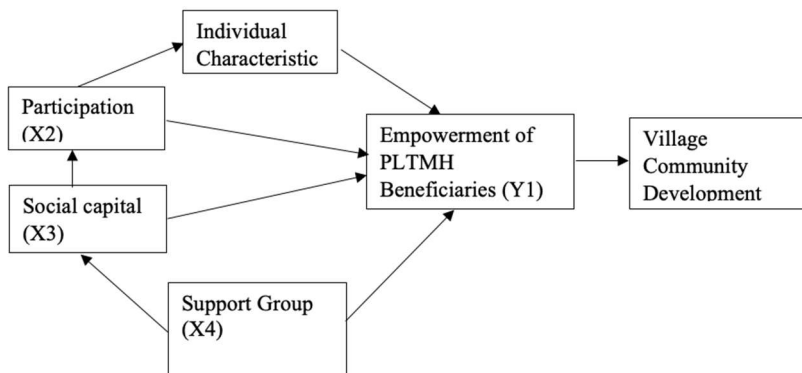 Individual
Characteristic
Participation
(X2)
Empowerment of
PLTMH
Beneficiaries (Y1)
Village
Community
Development
Social capital
(X3)
Support Group
(X4)